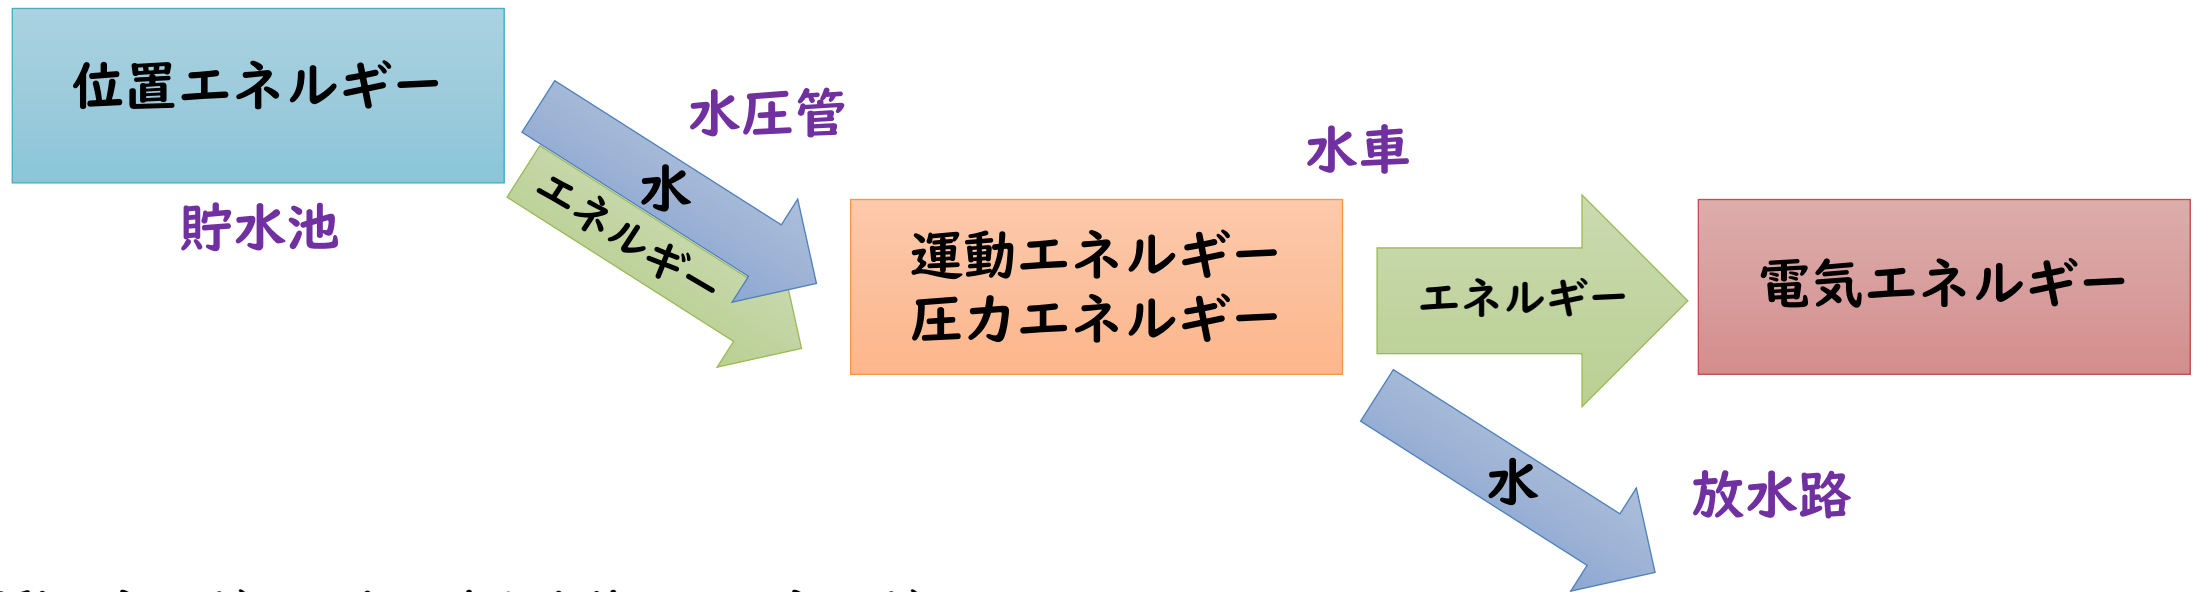 位置エネルギー
貯水池
水圧管
水
エネルギー
運動エネルギー
圧力エネルギー
水車
エネルギー
電気エネルギー
水
放水路